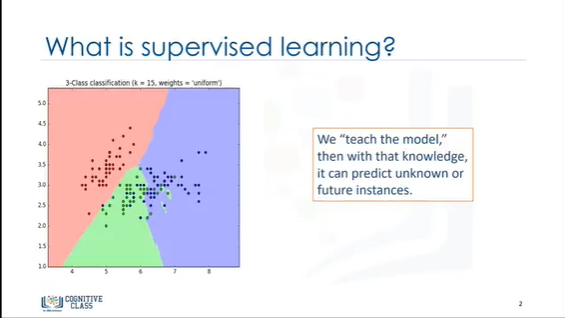 What is supervised learning?
3-Class classification (k = 15, weights = 'uniform')
5.0
4.5
4.0
3.5
3.0
2.5
2.0
1.5
1.0
4 5 6 7 8
We “teach the model,”
then with that knowledge,
it can predict unknown or
future instances.
COGNITIVE
CLASS
2